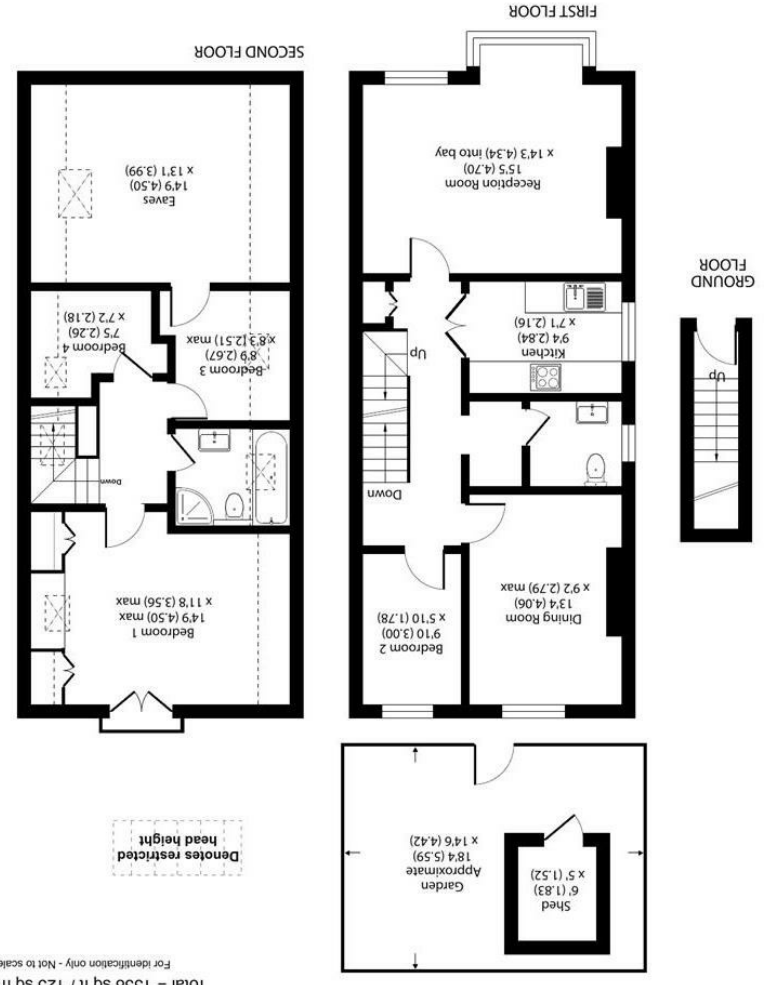 Total = sq ft / 125 sq m
For identification only - Not to scale
Shed
6' (1.83)
x 5' (1.52)
Garden
Approximate
18'4 (5.59)
x 14'6 (4.42)
Denotes restricted
head height
Up
GROUND
FLOOR
Dining Room
13'4 (4.06)
x 9'2 (2.79) max
Bedroom 2
9'10 (3.00)
x 5'10 (1.78)
Down
Up
Kitchen
9'4 (2.84)
x 7'1 (2.16)
Reception Room
15'5 (4.70)
x 14'3 (4.34) into bay
FIRST FLOOR
Bedroom 1
14'9 (4.50) max
x 11'8 (3.56) max
Down
Bedroom 3
8'9 (2.67)
x 8'3 (2.51) max
Bedroom 4
7'5 (2.26)
x 7'2 (2.18)
Eaves
14'9 (4.50)
x 13'1 (3.99)
SECOND FLOOR